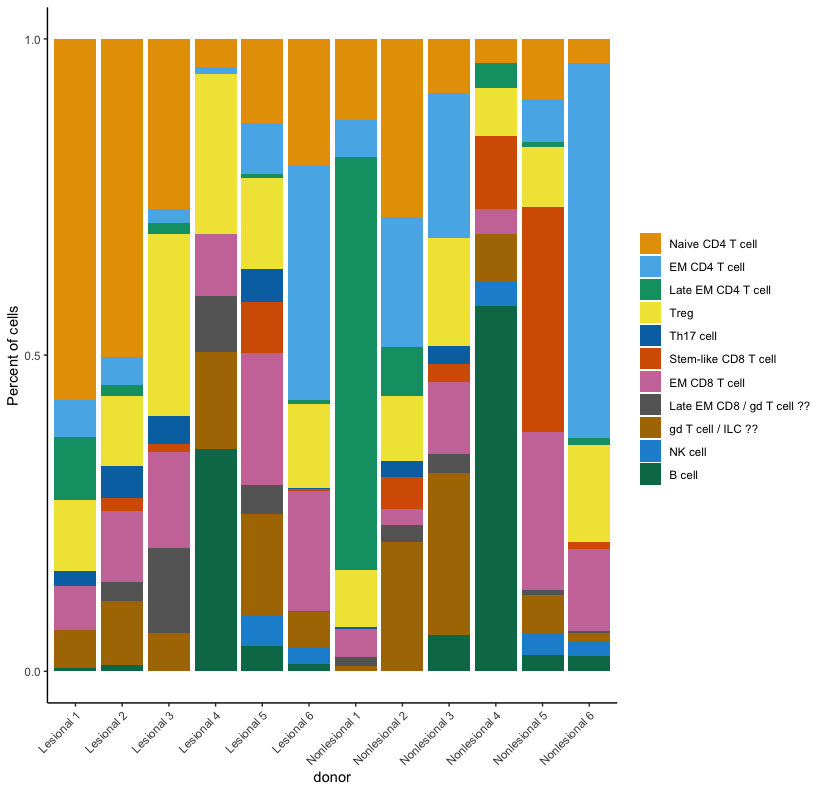 1.0
0.5
0.0
Percent of cells
Lesional 1
Lesional 2
Lesional 3
Lesional 4
Lesional 5
Lesional 6
Nonlesional 1
Nonlesional 2
Nonlesional 3
Nonlesional 4
Nonlesional 5
Nonlesional 6
donor
Naive CD4 T cell
EM CD4 T cell
Late EM CD4 T cell
Treg
Th17 cell
Stem-like CD8 T cell
EM CD8 T cell
Late EM CD8 / gd T cell ??
gd T cell / ILC ??
NK cell
B cell